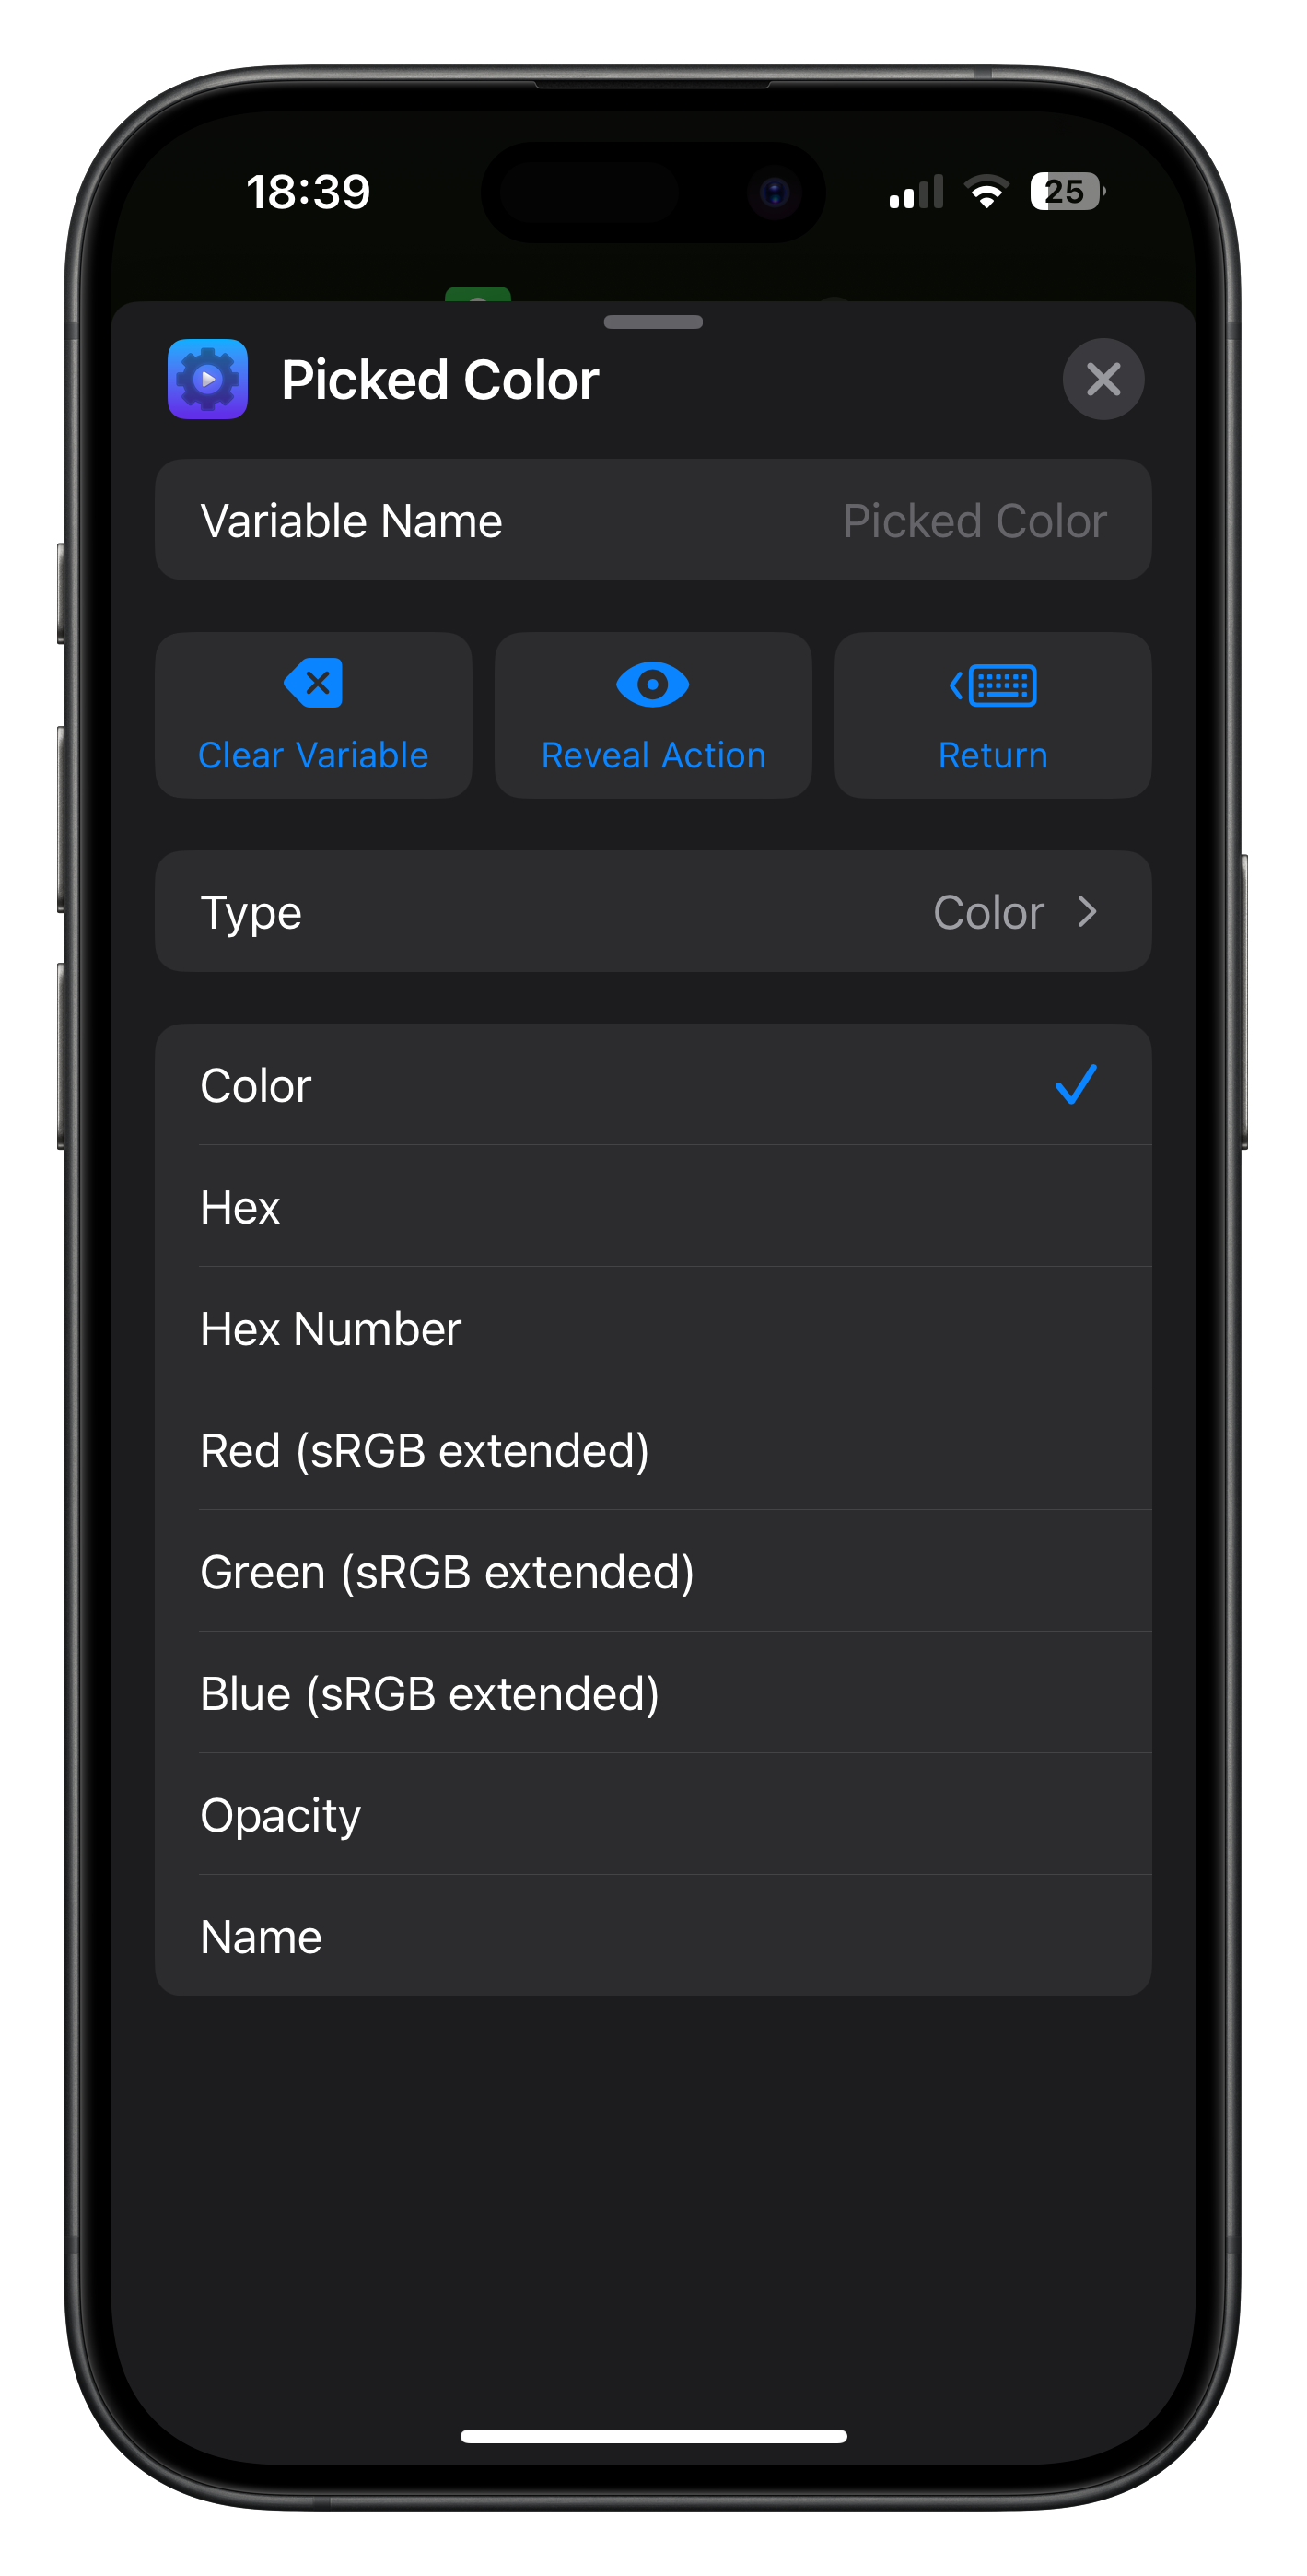 18:39
25
Picked Color
Variable Name Picked Color
Clear Variable Reveal Action Return
Type Color
Color
Hex
Hex Number
Red (sRGB extended)
Green (sRGB extended)
Blue (sRGB extended)
Opacity
Name